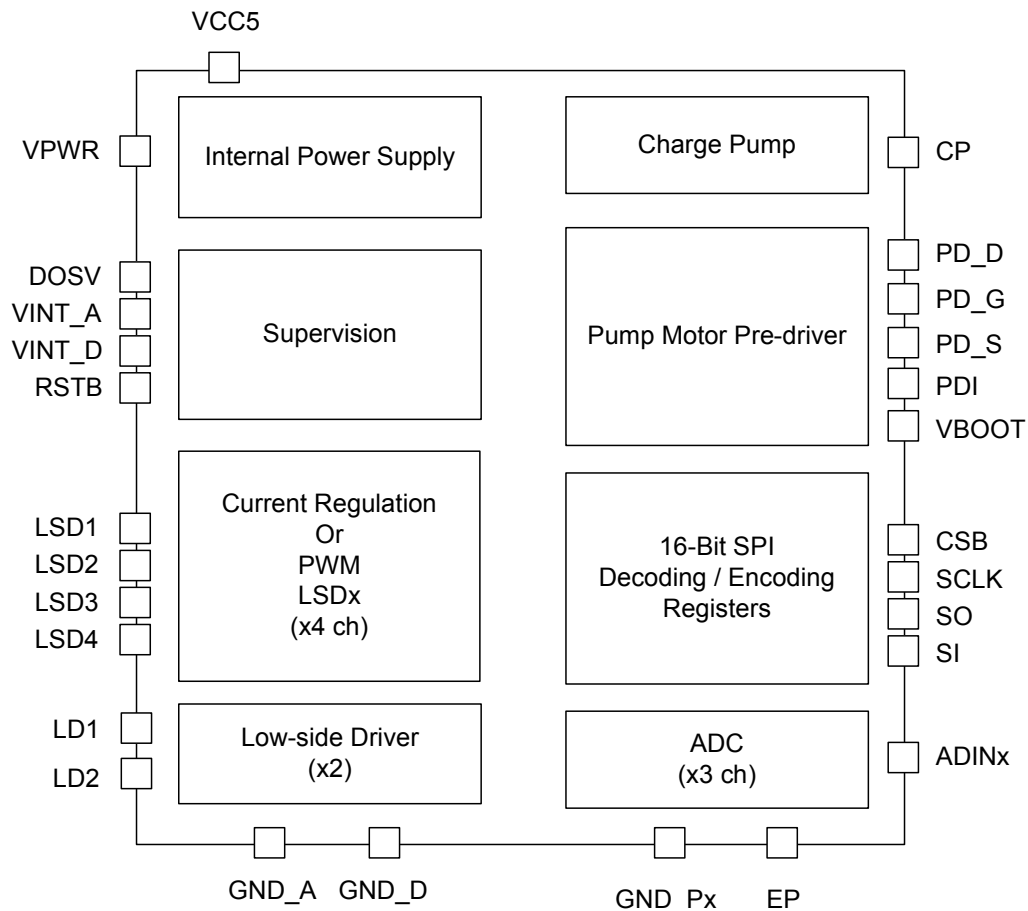 VCC5
VPWR
Internal Power Supply
Charge Pump
CP
DOSV
VINT_A
VINT_D
RSTB
Supervision
Pump Motor Pre-driver
PD_D
PD_G
PD_S
PDI
VBOOT
LSD1
LSD2
LSD3
LSD4
Current Regulation
Or
PWM
LSDx
(x4 ch)
16-Bit SPI
Decoding / Encoding
Registers
CSB
SCLK
SO
SI
LD1
LD2
Low-side Driver
(x2)
ADC
(x3 ch)
ADINx
GND_A
GND_D
GND_Px
EP